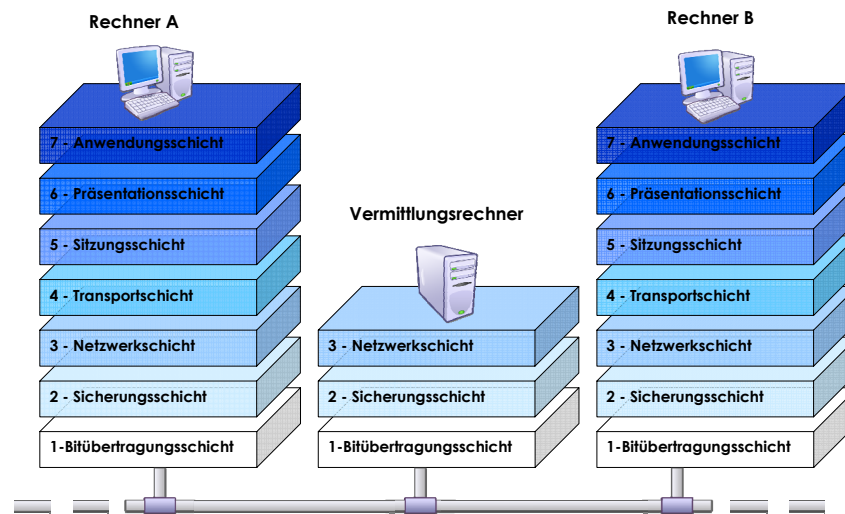 Rechner A
7 - Anwendungsschicht
6 - Präsentationsschicht
5 - Sitzungsschicht
4 - Transportschicht
3 - Netzwerkschicht
2 - Sicherungsschicht
1-Bitübertragungsschicht
Vermittlungsrechner
3 - Netzwerkschicht
2 - Sicherungsschicht
1-Bitübertragungsschicht
Rechner B
7 - Anwendungsschicht
6 - Präsentationsschicht
5 - Sitzungsschicht
4 - Transportschicht
3 - Netzwerkschicht
2 - Sicherungsschicht
1-Bitübertragungsschicht